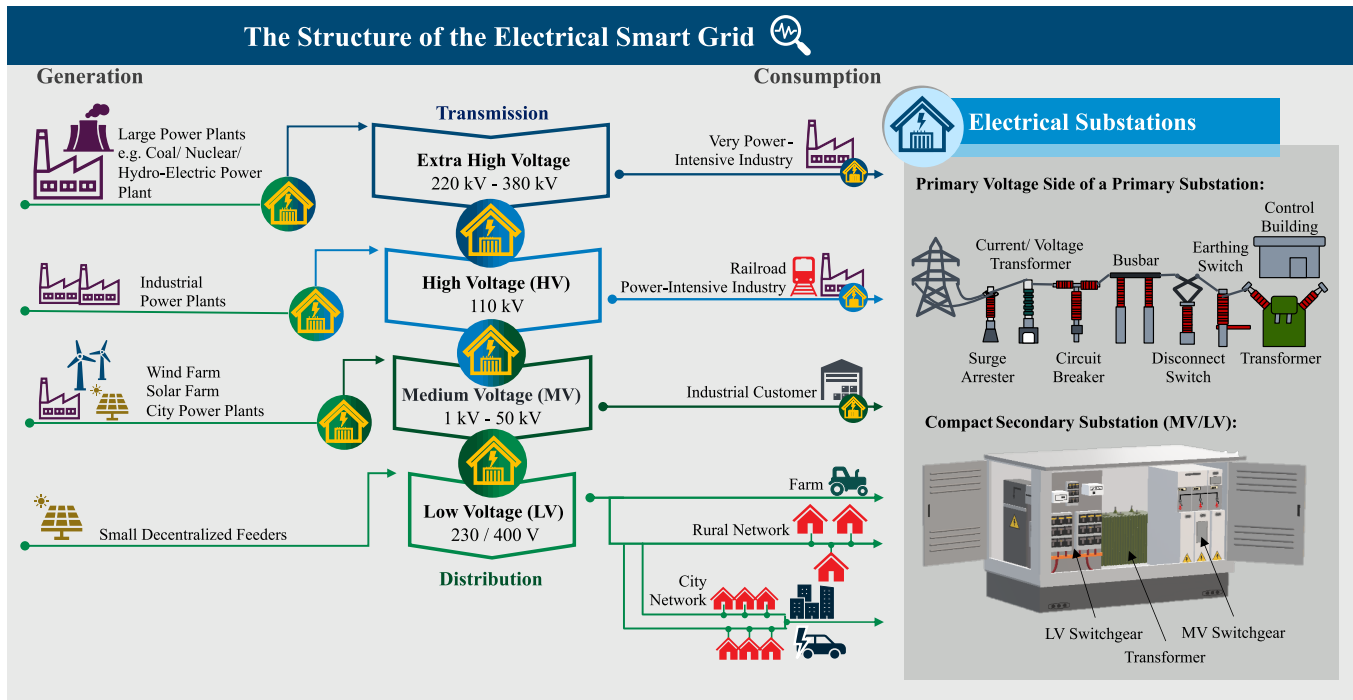 The Structure of the Electrical Smart Grid
Generation
Consumption
Transmission
Large Power Plants
e.g. Coal/ Nuclear/
Hydro-Electric Power
Plant
Extra High Voltage
220 kV - 380 kV
Very Power-
Intensive Industry
Industrial
Power Plants
High Voltage (HV)
110 kV
Railroad
Power-Intensive Industry
Wind Farm
Solar Farm
City Power Plants
Medium Voltage (MV)
1 kV - 50 kV
Industrial Customer
Small Decentralized Feeders
Low Voltage (LV)
230 / 400 V
Distribution
Farm
Rural Network
City
Network
Electrical Substations
Primary Voltage Side of a Primary Substation:
Current/ Voltage
Transformer
Busbar
Earthing
Switch
Control
Building
Surge
Arrester
Circuit
Breaker
Disconnect
Switch
Transformer
Compact Secondary Substation (MV/LV):
LV Switchgear
Transformer
MV Switchgear